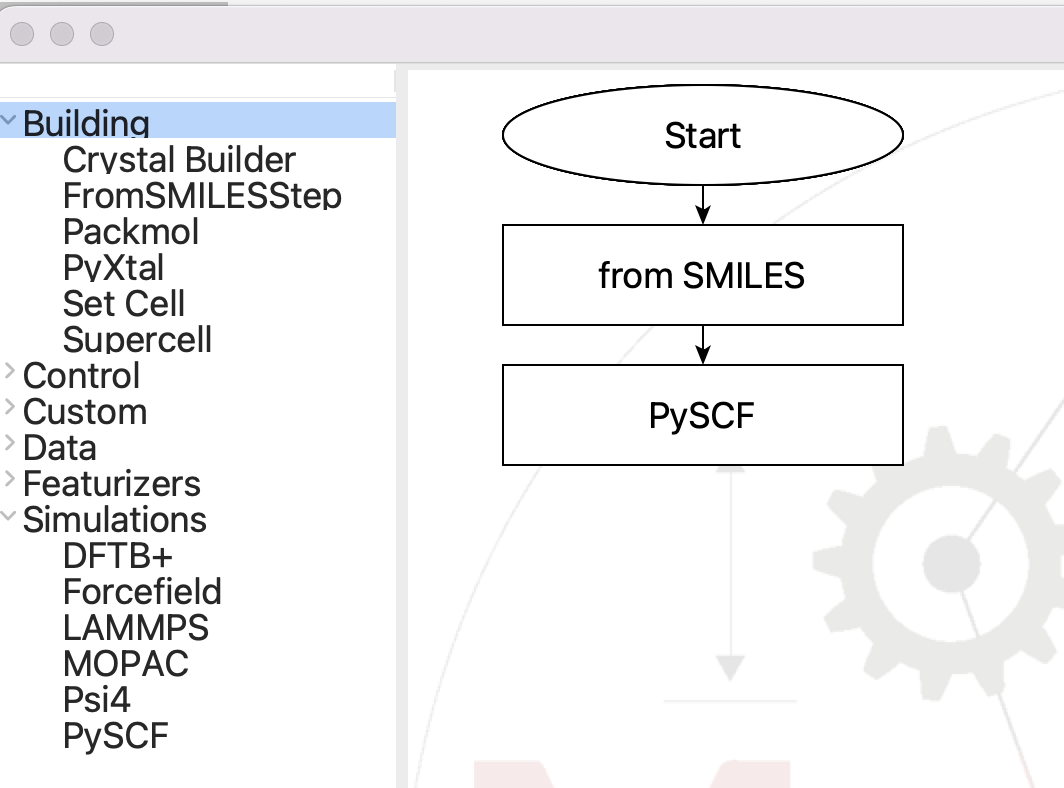 Building
Crystal Builder
FromSMILESStep
Packmol
PyXtal
Set Cell
Supercell
Control
Custom
Data
Featurizers
Simulations
DFTB+
Forcefield
LAMMPS
MOPAC
Psi4
PySCF
Start
from SMILES
PySCF